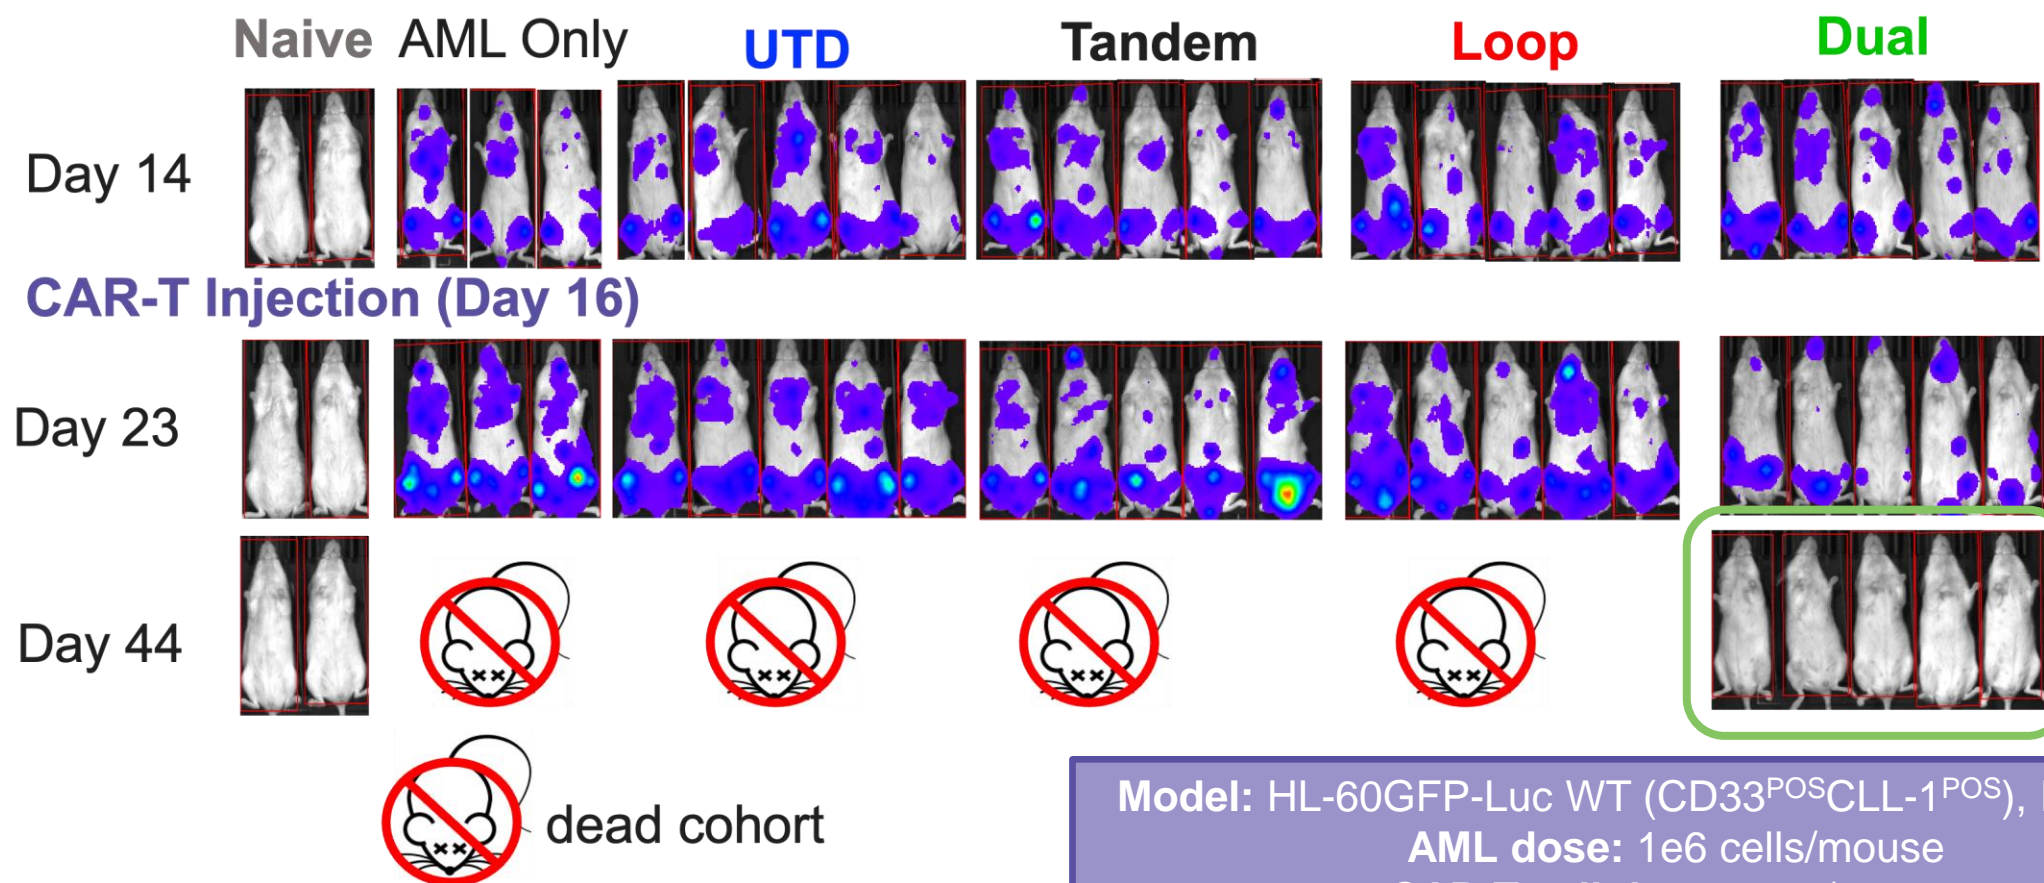 Naive AML Only UTD Tandem Loop Dual
Day 14
CAR-T Injection (Day 16)
Day 23
Day 44
dead cohort
Model: HL-60GFP-Luc WT (CD33POSCLL-1POS),
AML dose: 1e6 cells/mouse